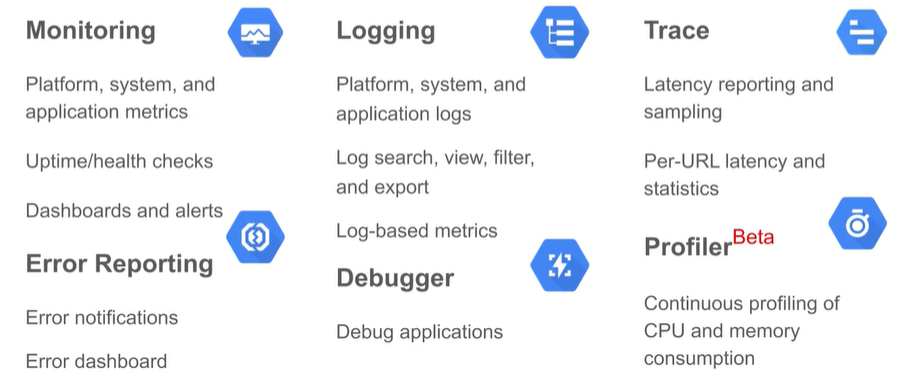 Monitoring
Platform, system, and
application metrics
Uptime/health checks
Dashboards and alerts
Error Reporting
Error notifications
Error dashboard
Logging
Platform, system, and
application logs
Log search, view, filter,
and export
Log-based metrics
Debugger
Debug applications
Trace
Latency reporting and
sampling
Per-URL latency and
statistics
Profiler Beta
Continuous profiling of
CPU and memory
consumption